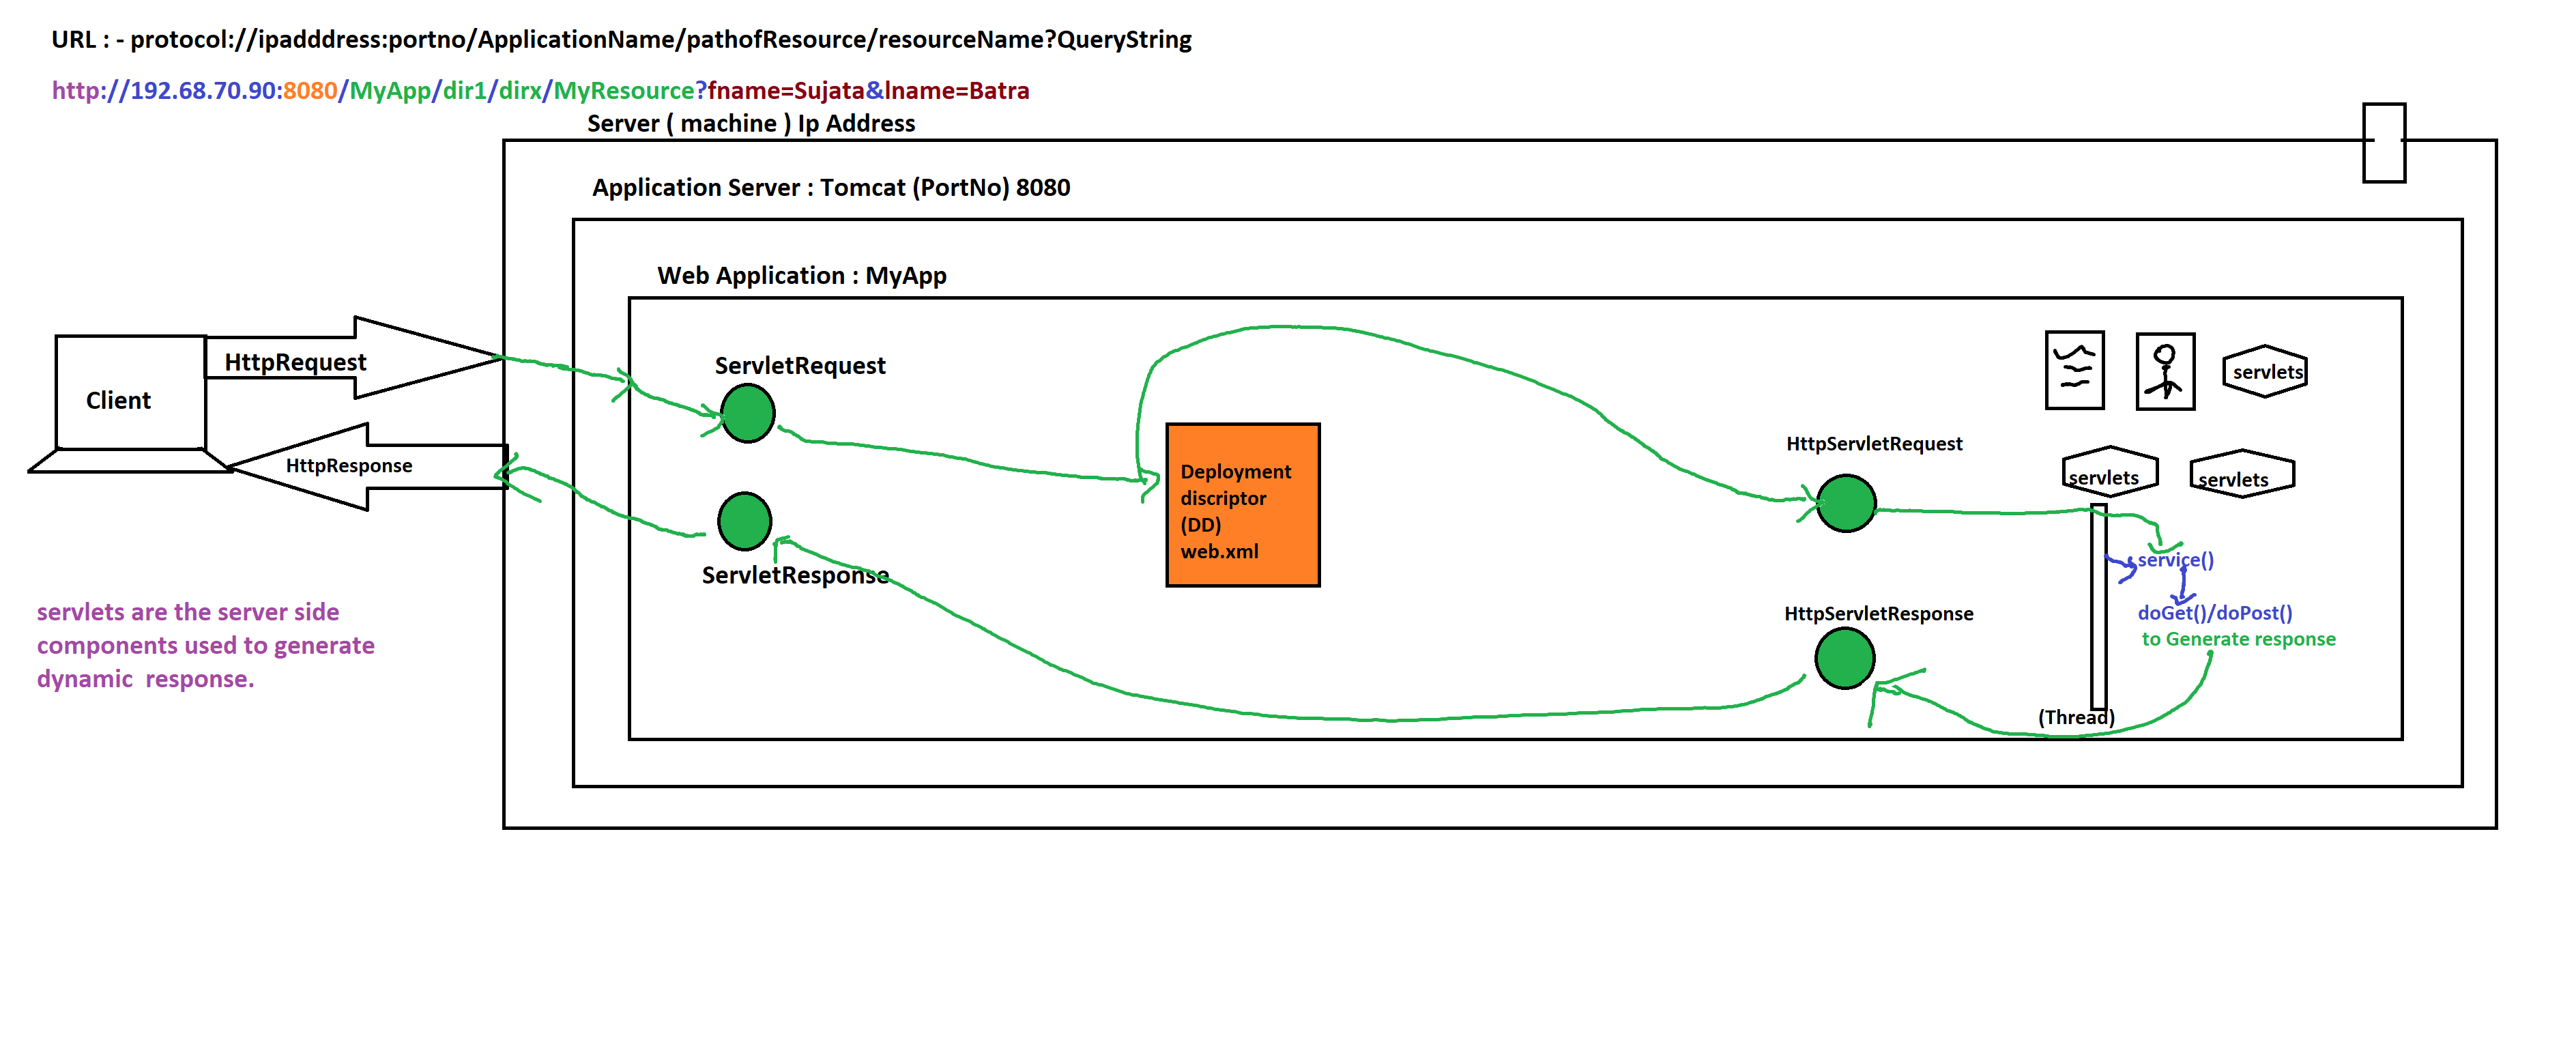 URL : - protocol://ipadddress:portno/ApplicationName/pathofResource/resourceName?QueryString
http://192.68.70.90:8080/MyApp/dir1/dirx/MyResource?fname=Sujata&lname=Batra
Server ( machine ) Ip Address
Application Server : Tomcat (PortNo) 8080
Web Application : MyApp
HttpRequest
Client
HttpResponse
ServletRequest
ServletResponse
Deployment
discriptor
(DD)
web.xml
servlets
HttpServletRequest
servlets
servlets
service()
doGet()/doPost()
to Generate response
HttpServletResponse
(Thread)
servlets are the server side
components used to generate
dynamic  response.